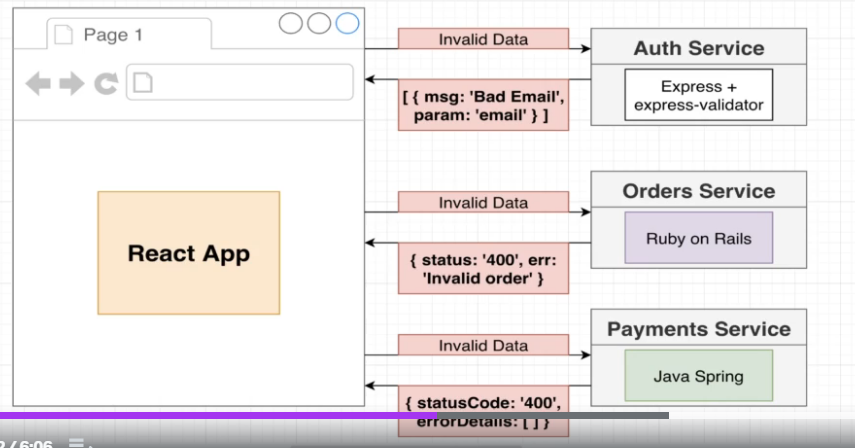 Page 1
Invalid Data
Auth Service
Express +
express-validator
[ { msg: 'Bad Email',
param: 'email' } ]
Invalid Data
Orders Service
Ruby on Rails
{ status: '400', err:
'Invalid order' }
React App
Invalid Data
Payments Service
Java Spring
{ statusCode: '400',
errorDetails: [ ] }
/ 6:06